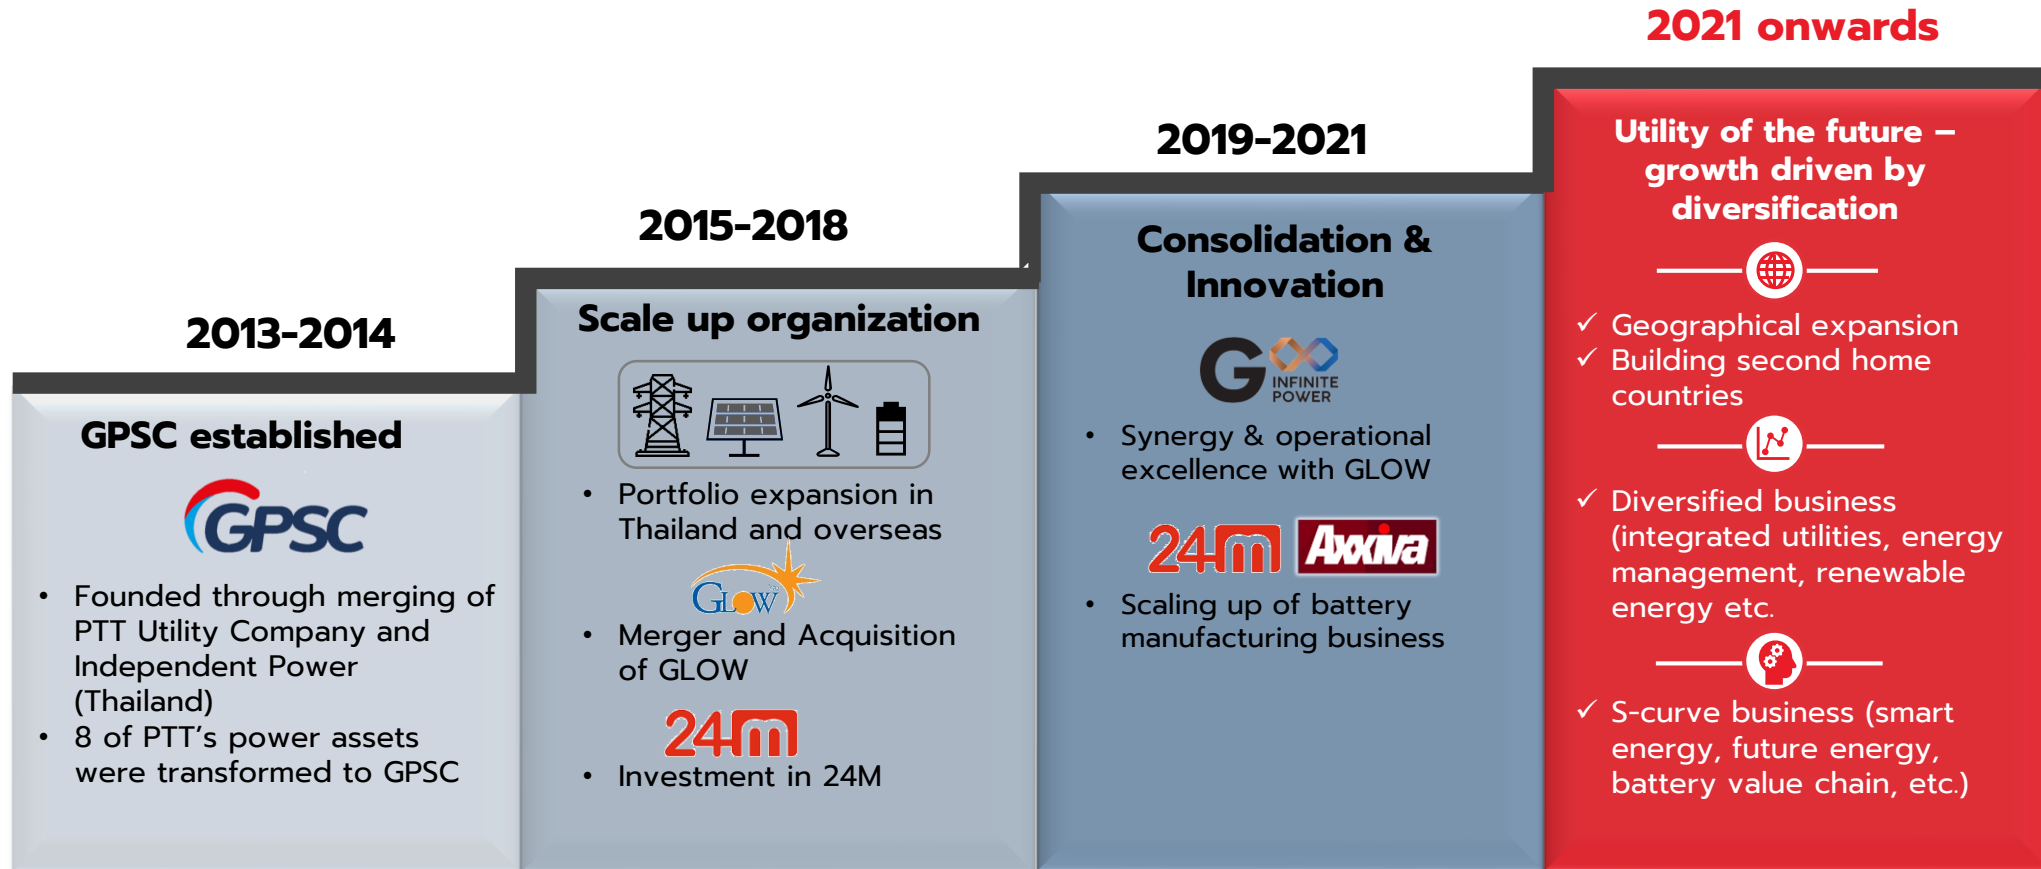 2013-2014
GPSC established
GPSC
• Founded through merging of
PTT Utility Company and
Independent Power
(Thailand)
• 8 of PTT’s power assets
were transformed to GPSC
2015-2018
Scale up organization
• Portfolio expansion in
Thailand and overseas
GLOW
• Merger and Acquisition
of GLOW
24m
• Investment in 24M
2019-2021
Consolidation &
Innovation
G
INFINITE
POWER
• Synergy & operational
excellence with GLOW
24m
Axxiva
• Scaling up of battery
manufacturing business
2021 onwards
Utility of the future –
growth driven by
diversification
✓ Geographical expansion
✓ Building second home
countries
✓ Diversified business
(integrated utilities, energy
management, renewable
energy etc.
✓ S-curve business (smart
energy, future energy,
battery value chain, etc.)